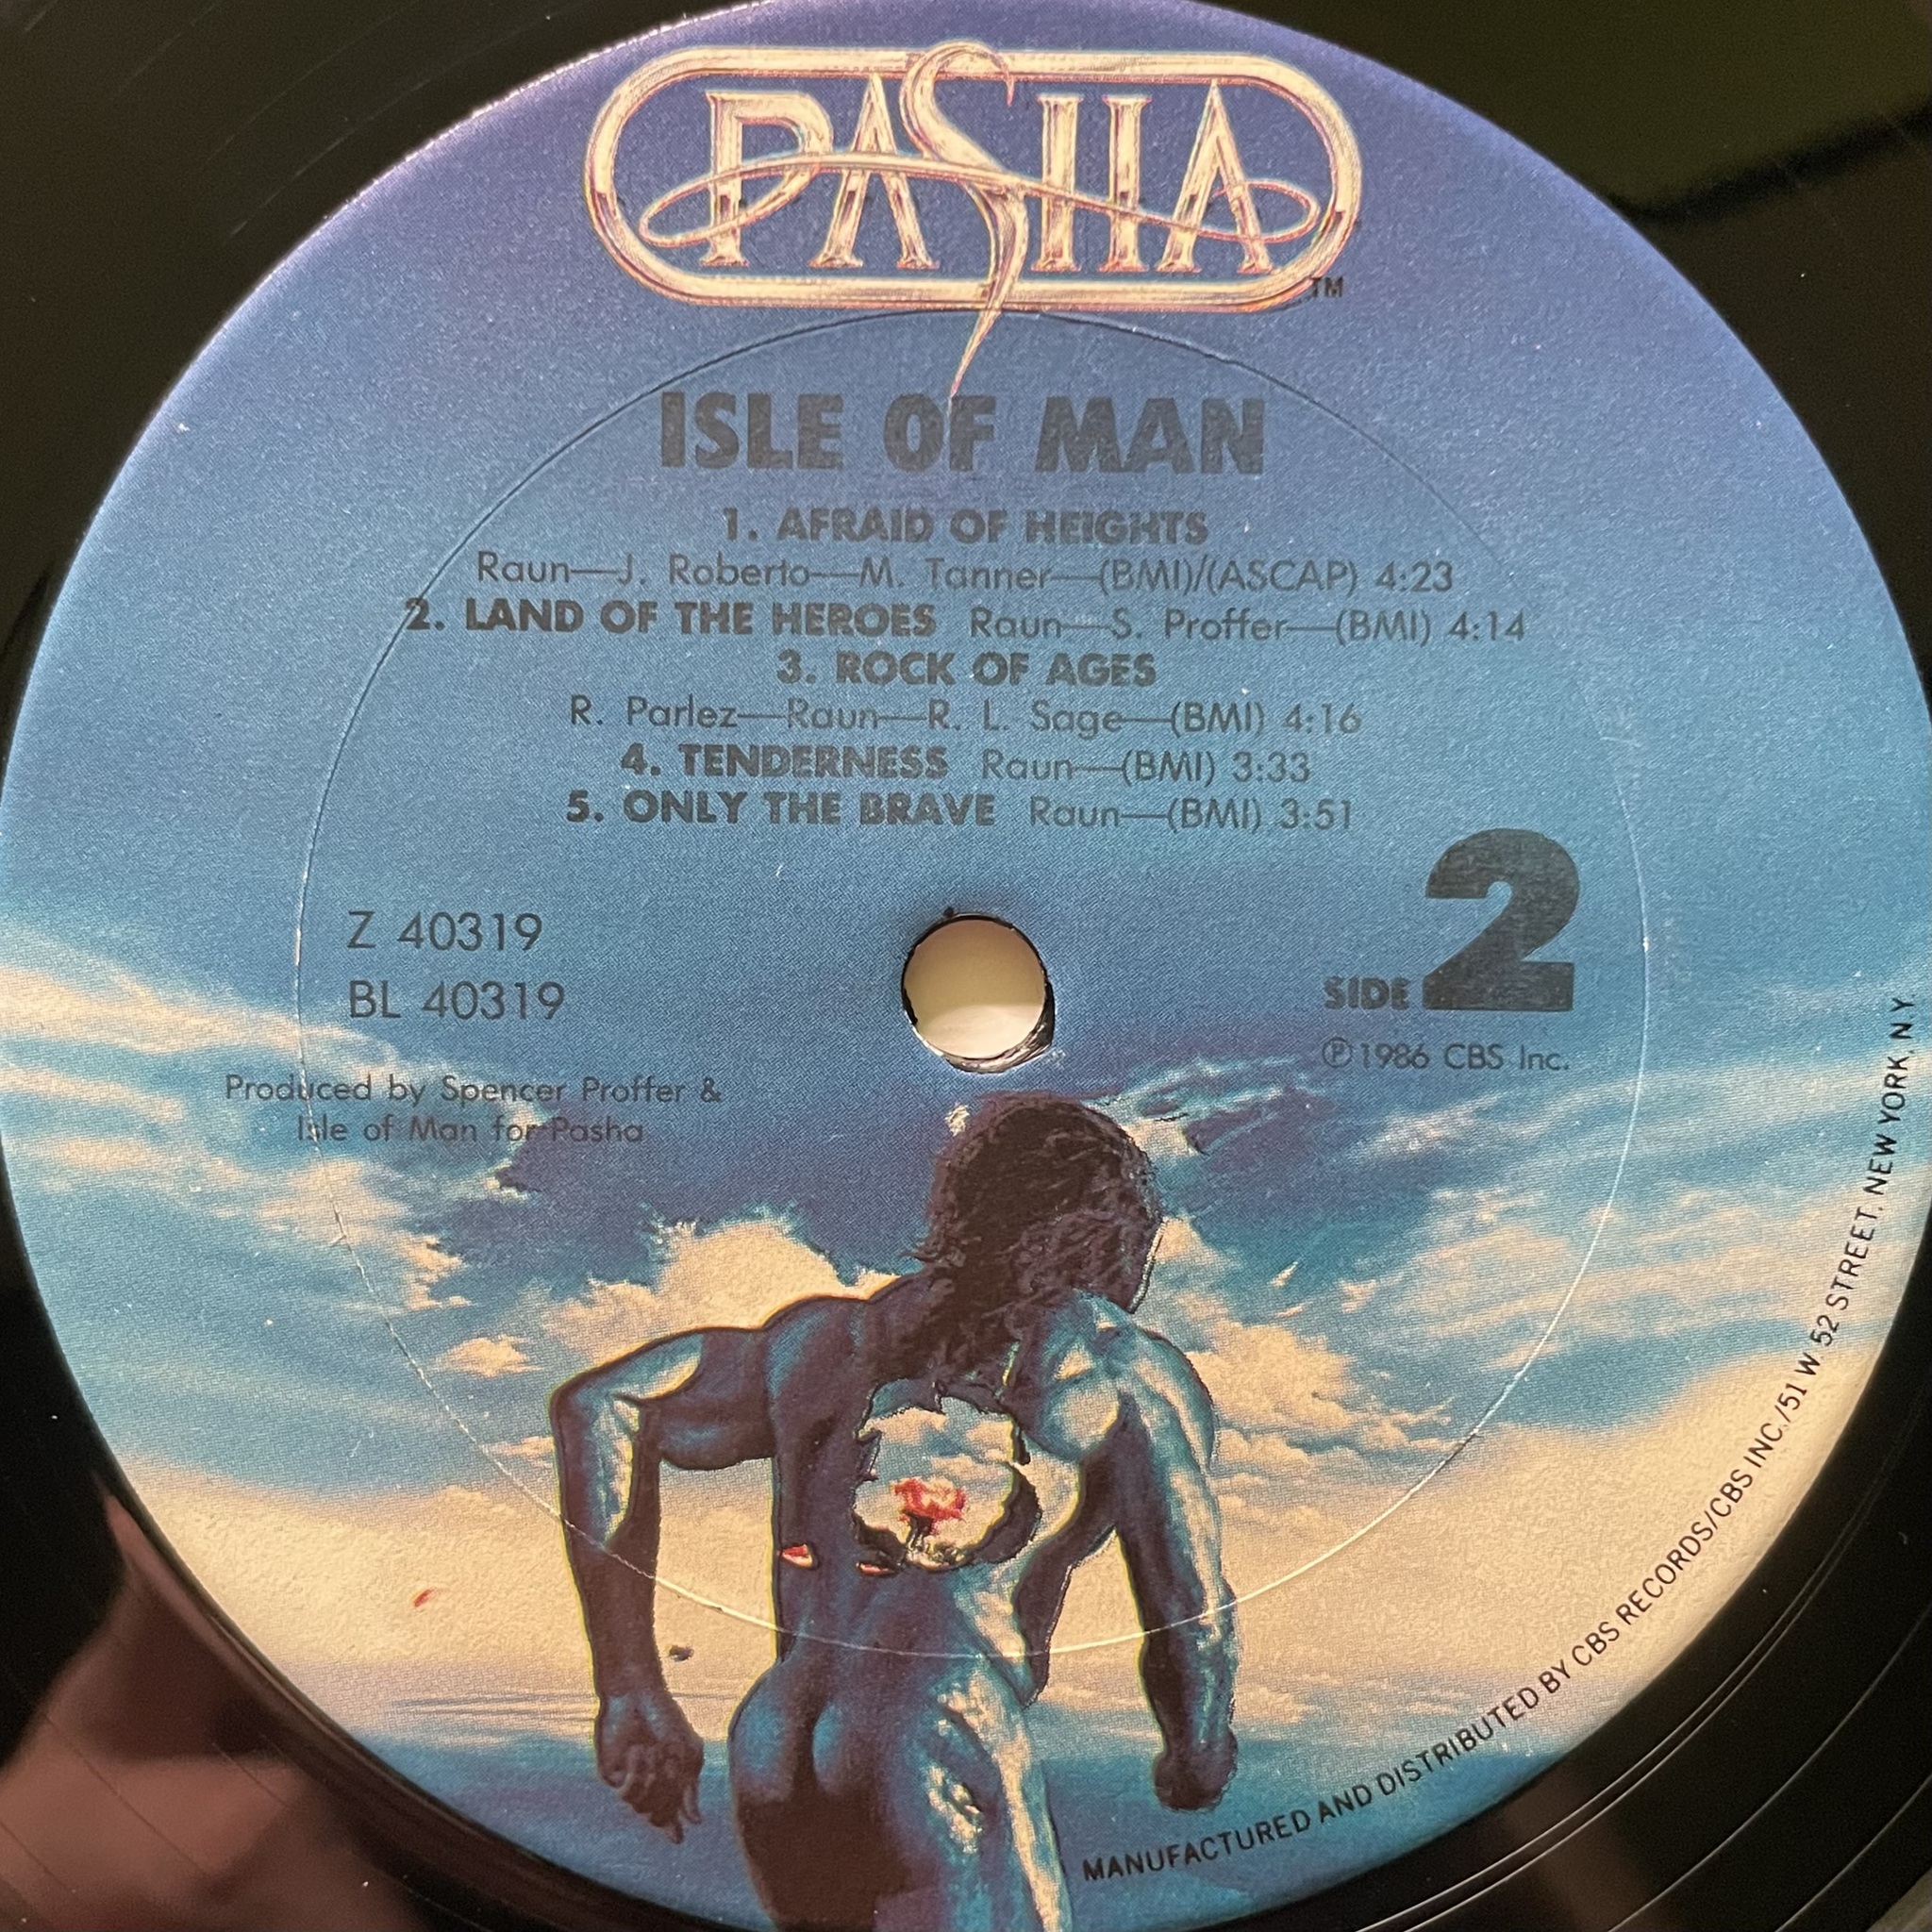 PASHA
TM
ISLE OF MAN
1. AFRAID OF HEIGHTS
Raun—J. Roberto—M. Tanner—(BMI)/(ASCAP) 4:23
2. LAND OF THE HEROES Raun—S. Proffer—(BMI) 4:14
3. ROCK OF AGES
R. Parlez—Raun—R. L. Sage—(BMI) 4:16
4. TENDERNESS Raun—(BMI) 3:33
5. ONLY THE BRAVE Raun—(BMI) 3:51
Z 40319
BL 40319
SIDE 2
℗1986 CBS Inc.
Produced by Spencer Proffer &
Isle of Man for Pasha
MANUFACTURED AND DISTRIBUTED BY CBS RECORDS/CBS INC./51 W. 52 STREET, NEW YORK, N.Y